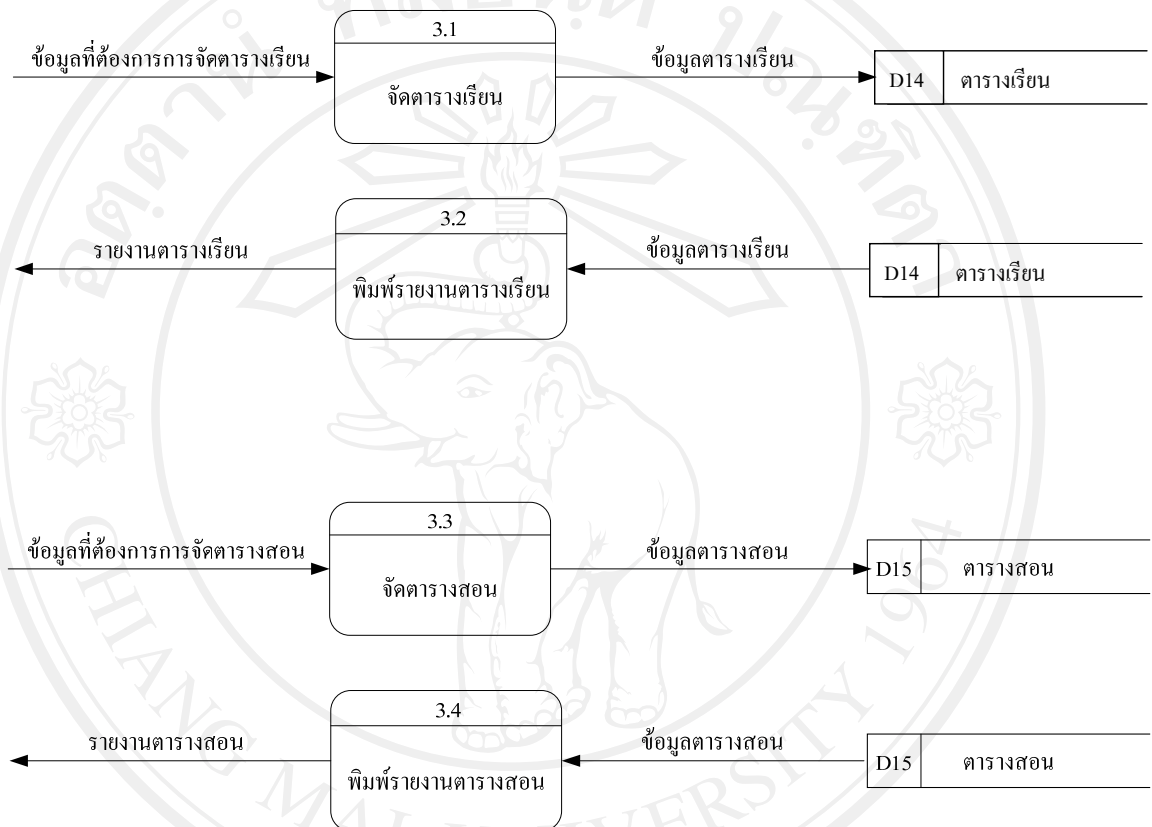 3.1
ข้อมูลที่ต้องการการจัดตารางเรียน
จัดตารางเรียน
ข้อมูลตารางเรียน
D14 ตารางเรียน
3.2
รายงานตารางเรียน
พิมพ์รายงานตารางเรียน
ข้อมูลตารางเรียน
D14 ตารางเรียน
3.3
ข้อมูลที่ต้องการการจัดตารางสอน
จัดตารางสอน
ข้อมูลตารางสอน
D15 ตารางสอน
3.4
รายงานตารางสอน
พิมพ์รายงานตารางสอน
ข้อมูลตารางสอน
D15 ตารางสอน
CHIANG MAI UNIVERSITY 1964